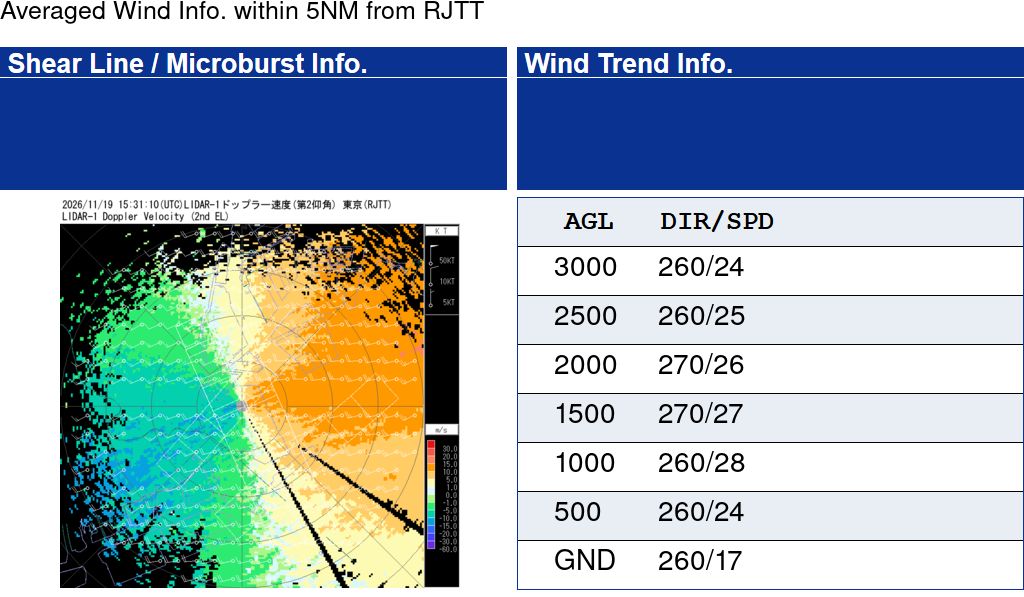 Averaged Wind Info. within 5NM from RJTT
Shear Line / Microburst Info.
Wind Trend Info.
2026/11/19 15:31:10(UTC)LIDAR-1ドップラー速度(第2仰角) 東京(RJTT)
LIDAR-1 Doppler Velocity (2nd EL)
K T
50KT
10KT
5KT
m/s
30.0
20.0
15.0
10.0
5.0
1.0
0.0
-1.0
-5.0
-10.0
-15.0
-20.0
-30.0
-60.0
AGL DIR/SPD
3000 260/24
2500 260/25
2000 270/26
1500 270/27
1000 260/28
500 260/24
GND 260/17